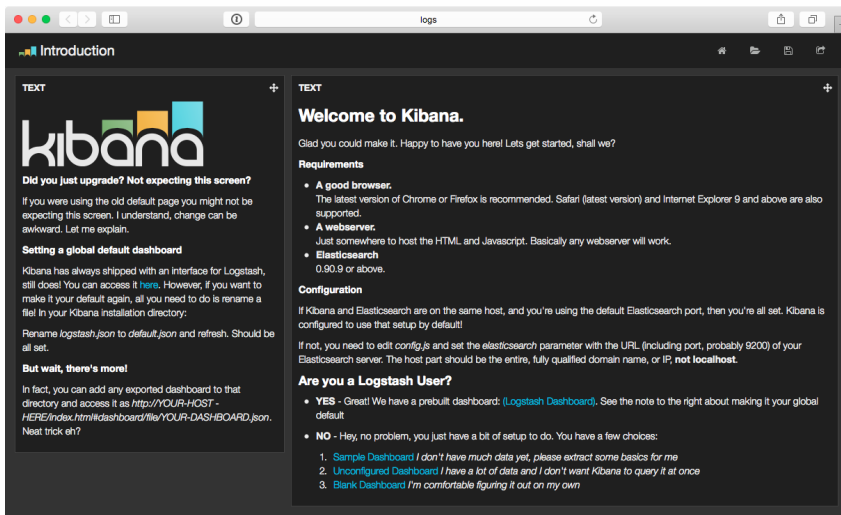 logs
Introduction
TEXT
kibana
Did you just upgrade? Not expecting this screen?
If you were using the old default page you might not be
expecting this screen. I understand, change can be
awkward. Let me explain.
Setting a global default dashboard
Kibana has always shipped with an interface for Logstash,
still does! You can access it here. However, if you want to
make it your default again, all you need to do is rename a
file! In your Kibana installation directory:
Rename logstash.json to default.json and refresh. Should be
all set.
But wait, there's more!
In fact, you can add any exported dashboard to that
directory and access it as http://YOUR-HOST -
HERE/index.html#dashboard/file/YOUR-DASHBOARD.json.
Neat trick eh?
TEXT
Welcome to Kibana.
Glad you could make it. Happy to have you here! Lets get started, shall we?
Requirements
• A good browser.
The latest version of Chrome or Firefox is recommended. Safari (latest version) and Internet Explorer 9 and above are also
supported.
• A webserver.
Just somewhere to host the HTML and Javascript. Basically any webserver will work.
• Elasticsearch
0.90.9 or above.
Configuration
If Kibana and Elasticsearch are on the same host, and you're using the default Elasticsearch port, then you're all set. Kibana is
configured to use that setup by default!
If not, you need to edit config.js and set the elasticsearch parameter with the URL (including port, probably 9200) of your
Elasticsearch server. The host part should be the entire, fully qualified domain name, or IP, not localhost.
Are you a Logstash User?
• YES - Great! We have a prebuilt dashboard: (Logstash Dashboard). See the note to the right about making it your global
default
• NO - Hey, no problem, you just have a bit of setup to do. You have a few choices:
1. Sample Dashboard I don't have much data yet, please extract some basics for me
2. Unconfigured Dashboard I have a lot of data and I don't want Kibana to query it at once
3. Blank Dashboard I'm comfortable figuring it out on my own